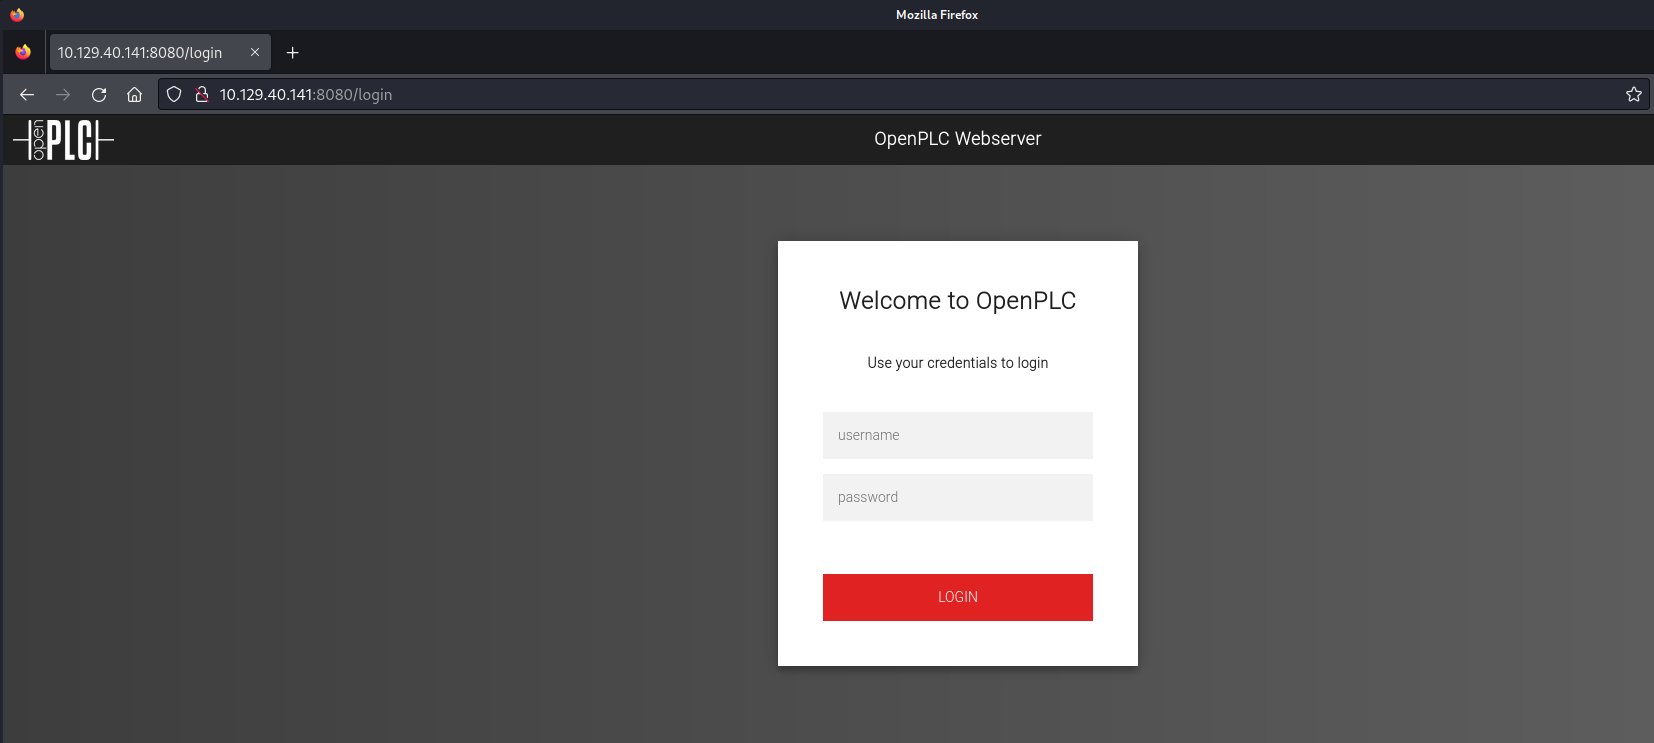 Mozilla Firefox
10.129.40.141:8080/login
10.129.40.141:8080/login
open PLC
OpenPLC Webserver
Welcome to OpenPLC
Use your credentials to login
username
password
LOGIN